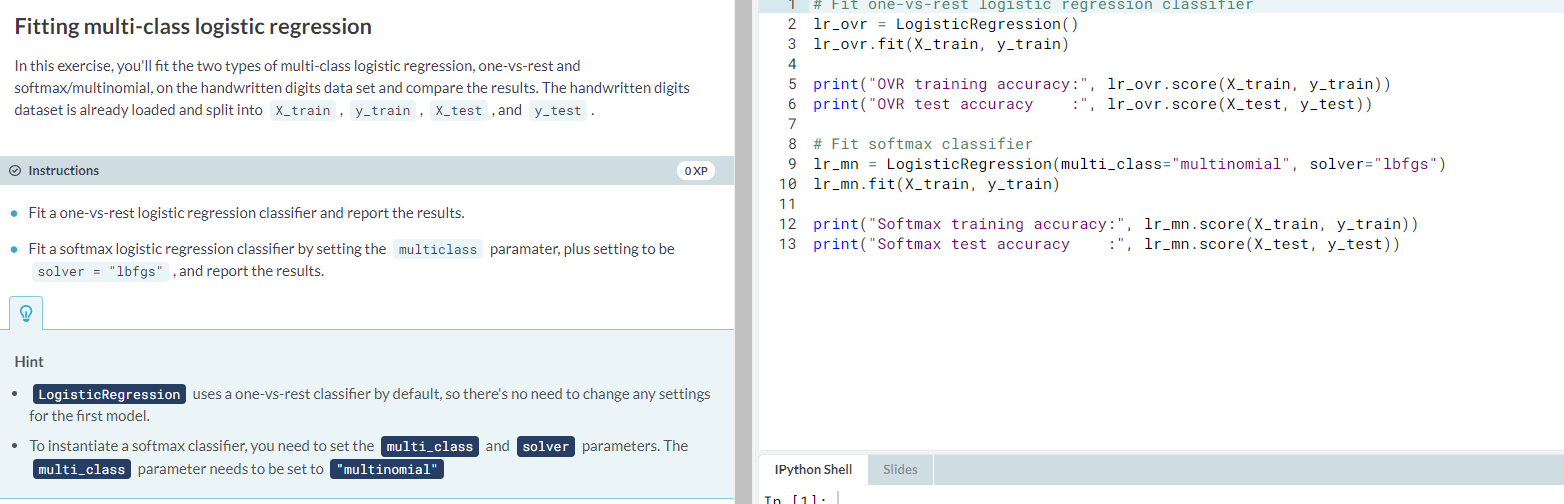 Fitting multi-class logistic regression
In this exercise, you'll fit the two types of multi-class logistic regression, one-vs-rest and
softmax/multinomial, on the handwritten digits data set and compare the results. The handwritten digits
dataset is already loaded and split into X_train , y_train , X_test , and y_test .
Instructions 0 XP
Fit a one-vs-rest logistic regression classifier and report the results.
Fit a softmax logistic regression classifier by setting the multiclass paramater, plus setting to be
solver = "lbfgs" , and report the results.
Hint
LogisticRegression uses a one-vs-rest classifier by default, so there's no need to change any settings
for the first model.
To instantiate a softmax classifier, you need to set the multi_class and solver parameters. The
multi_class parameter needs to be set to "multinomial"
1 # Fit one-vs-rest logistic regression classifier
2 lr_ovr = LogisticRegression()
3 lr_ovr.fit(X_train, y_train)
4
5 print("OVR training accuracy:", lr_ovr.score(X_train, y_train))
6 print("OVR test accuracy    :", lr_ovr.score(X_test, y_test))
7
8 # Fit softmax classifier
9 lr_mn = LogisticRegression(multi_class="multinomial", solver="lbfgs")
10 lr_mn.fit(X_train, y_train)
11
12 print("Softmax training accuracy:", lr_mn.score(X_train, y_train))
13 print("Softmax test accuracy    :", lr_mn.score(X_test, y_test))
IPython Shell Slides
In [1]: